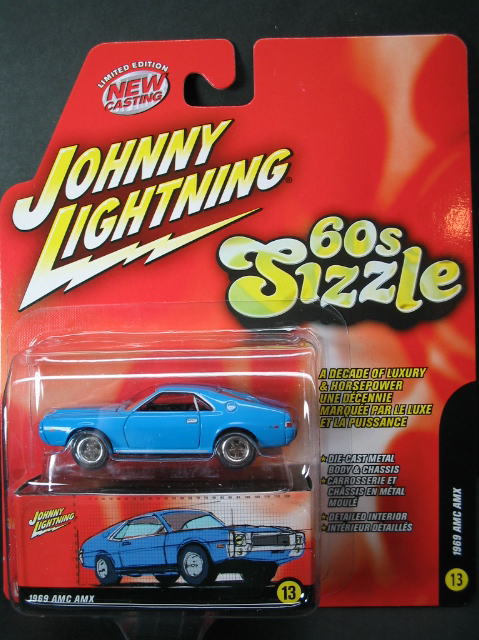 LIMITED EDITION
NEW
CASTING
JOHNNY
LIGHTNING®
60s
Sizzle
A DECADE OF LUXURY
& HORSEPOWER
UNE DÉCENNIE
MARQUÉE PAR LE LUXE
ET LA PUISSANCE
DIE-CAST METAL
BODY & CHASSIS
CARROSSERIE ET
CHÂSSIS EN MÉTAL
MOULÉ
DETAILED INTERIOR
INTÉRIEUR DÉTAILLÉS
1969 AMC AMX
13
JOHNNY
LIGHTNING
1969 AMC AMX
13